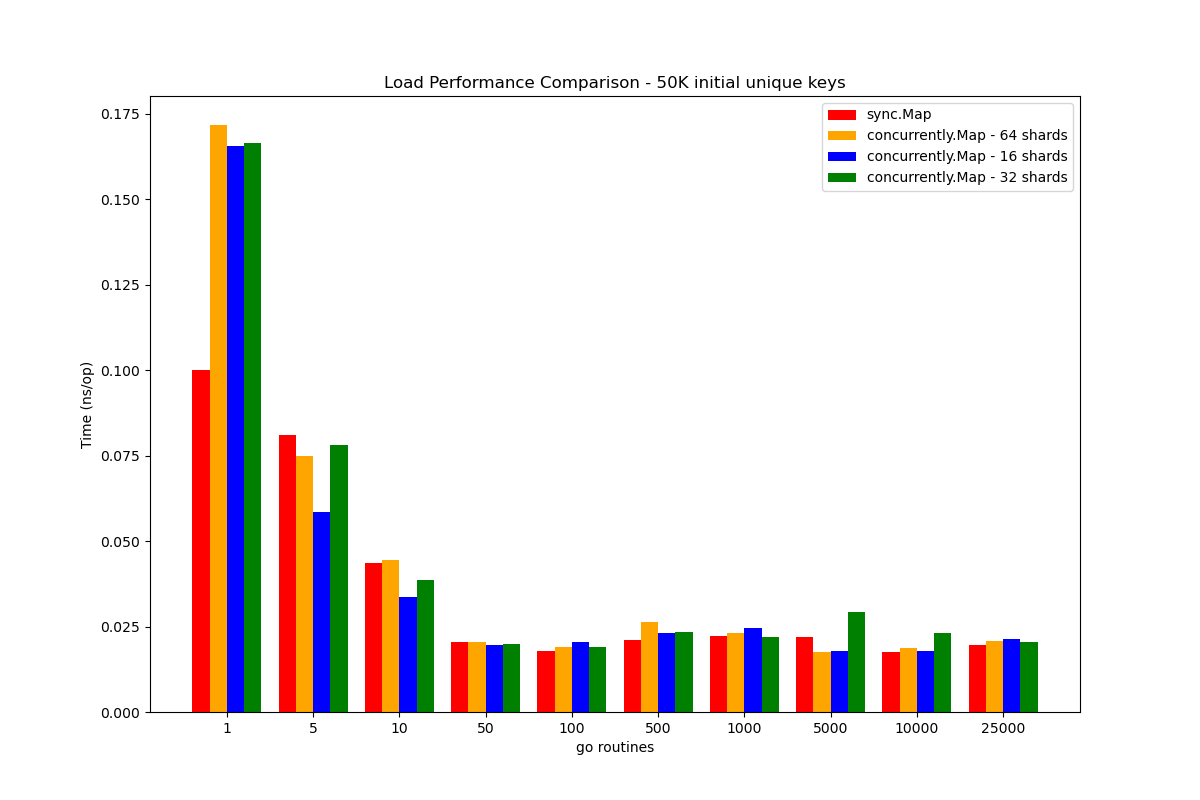 Load Performance Comparison - 50K initial unique keys
sync.Map
concurrently.Map - 64 shards
concurrently.Map - 16 shards
concurrently.Map - 32 shards
Time (ns/op)
0.175
0.150
0.125
0.100
0.075
0.050
0.025
0.000
1 5 10 50 100 500 1000 5000 10000 25000
go routines